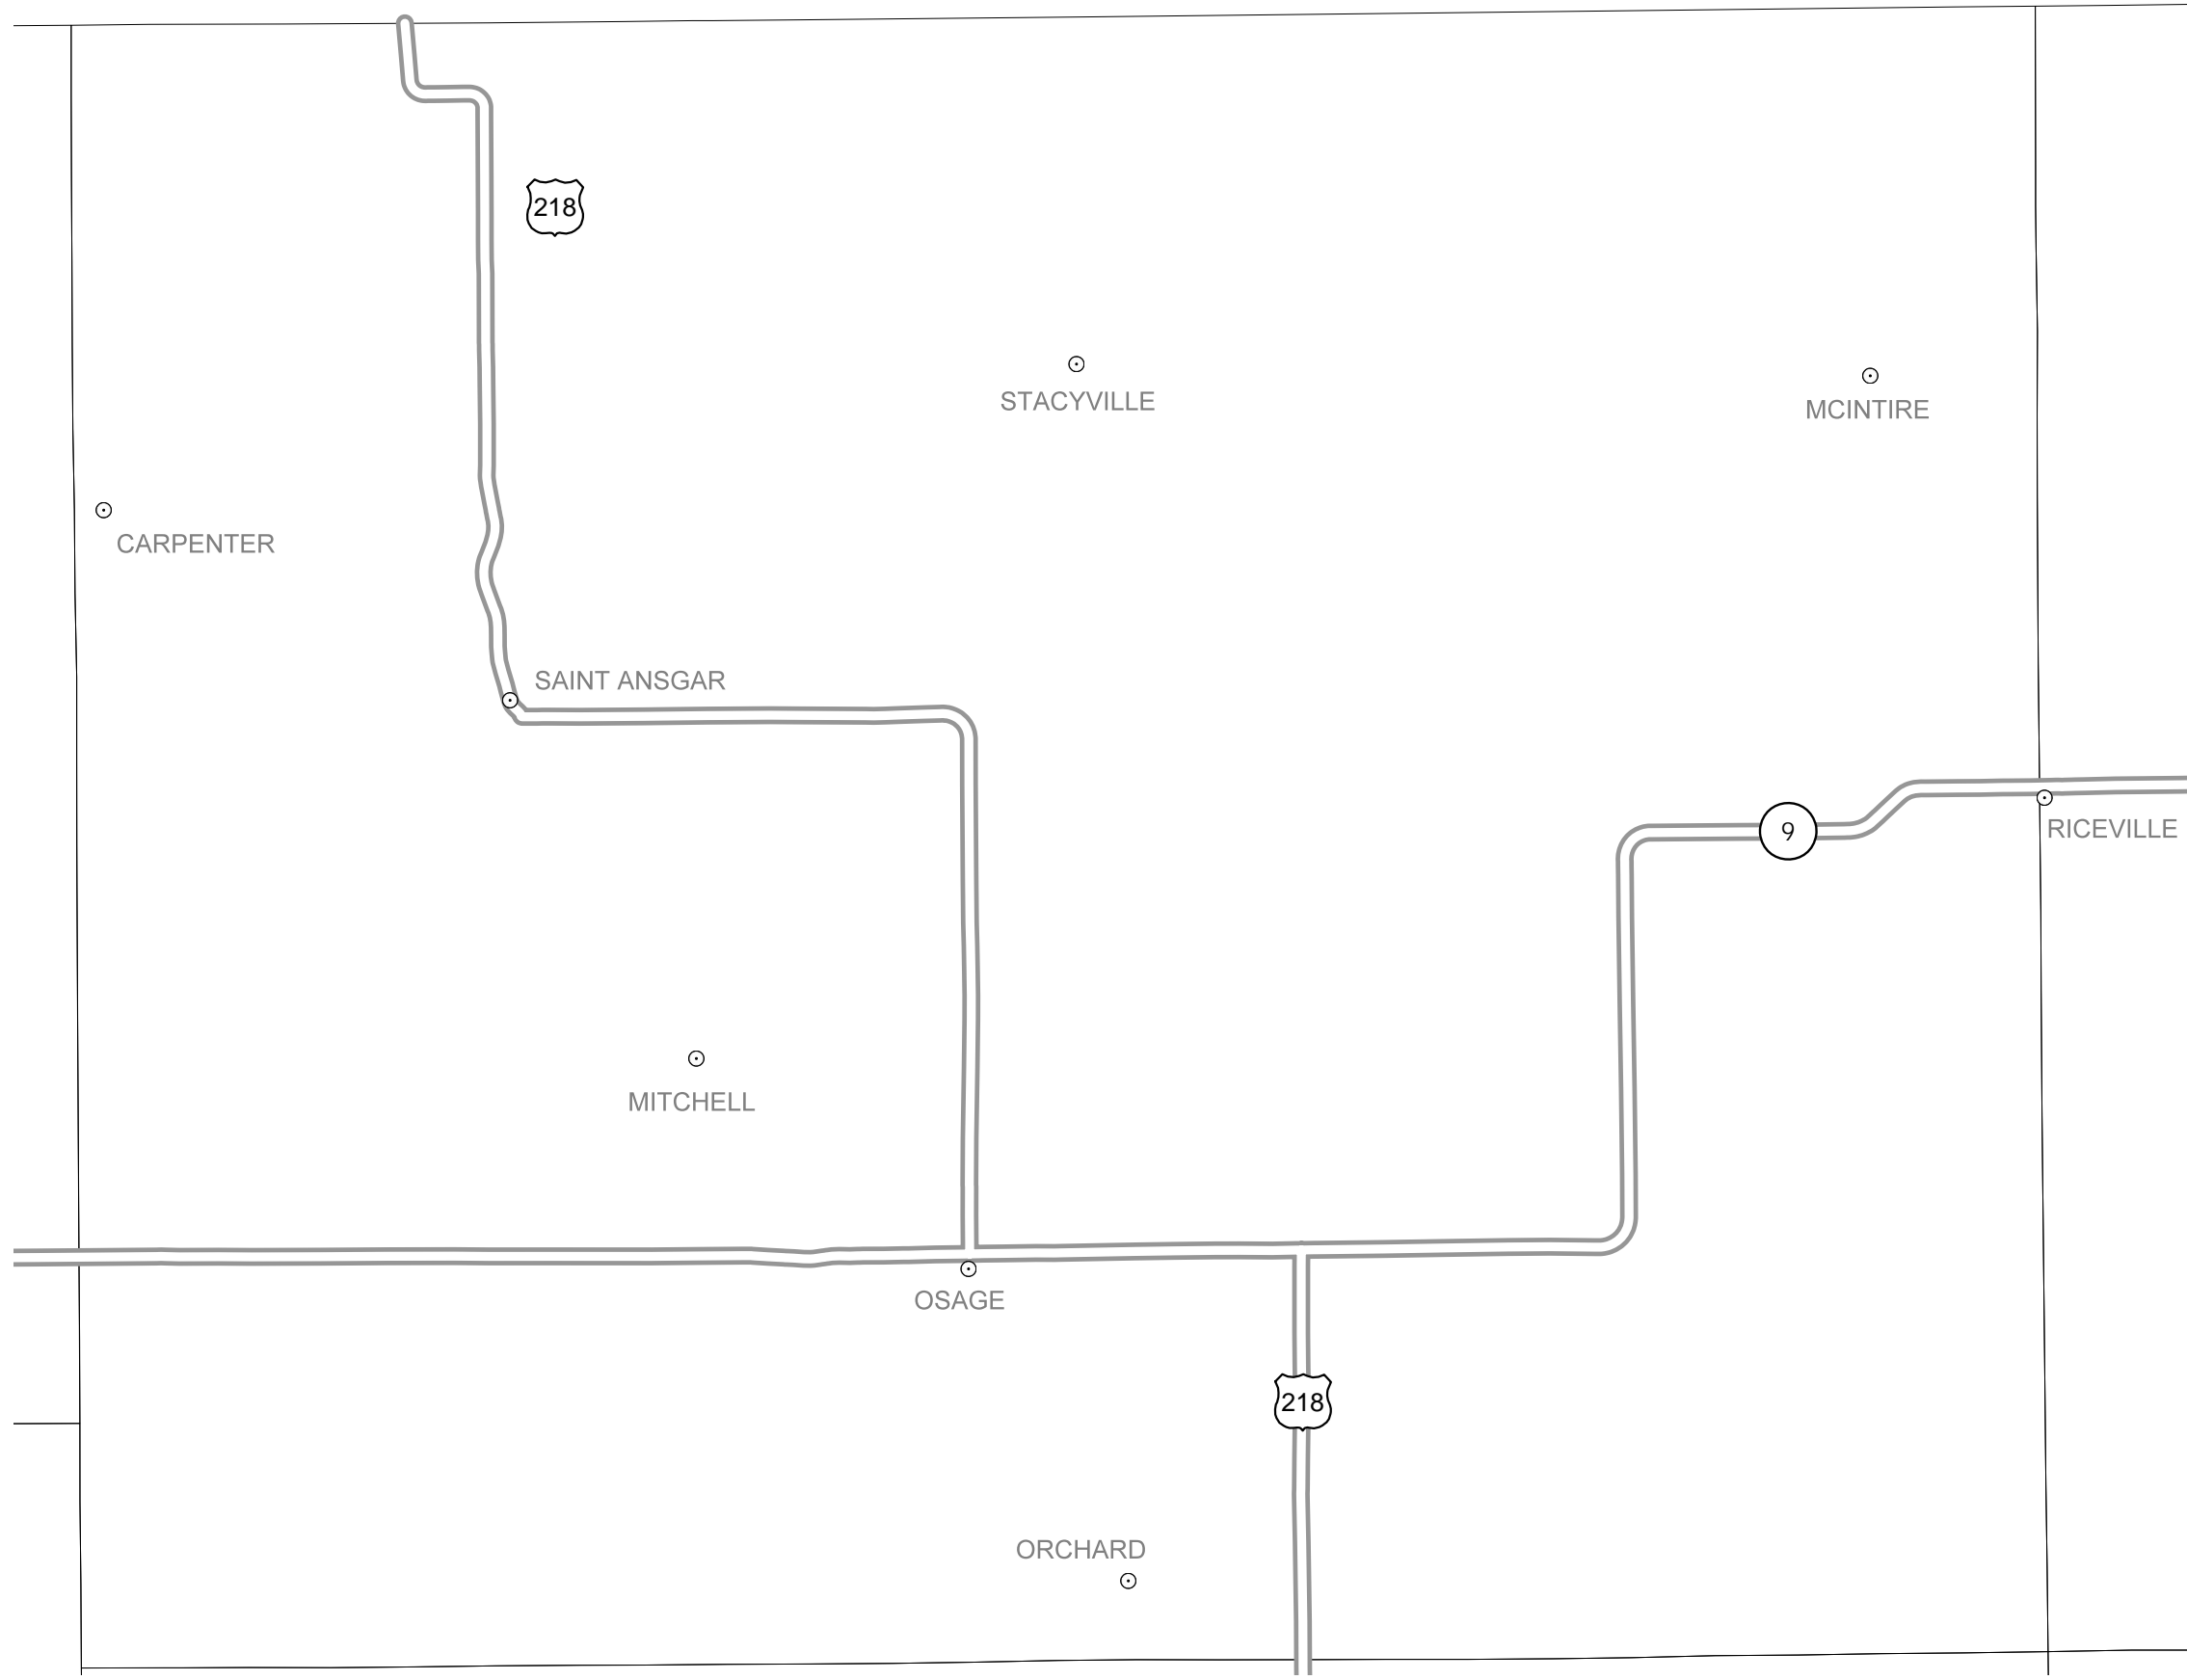 218
STACYVILLE
MCINTIRE
CARPENTER
SAINT ANSGAR
9
RICEVILLE
MITCHELL
OSAGE
218
ORCHARD